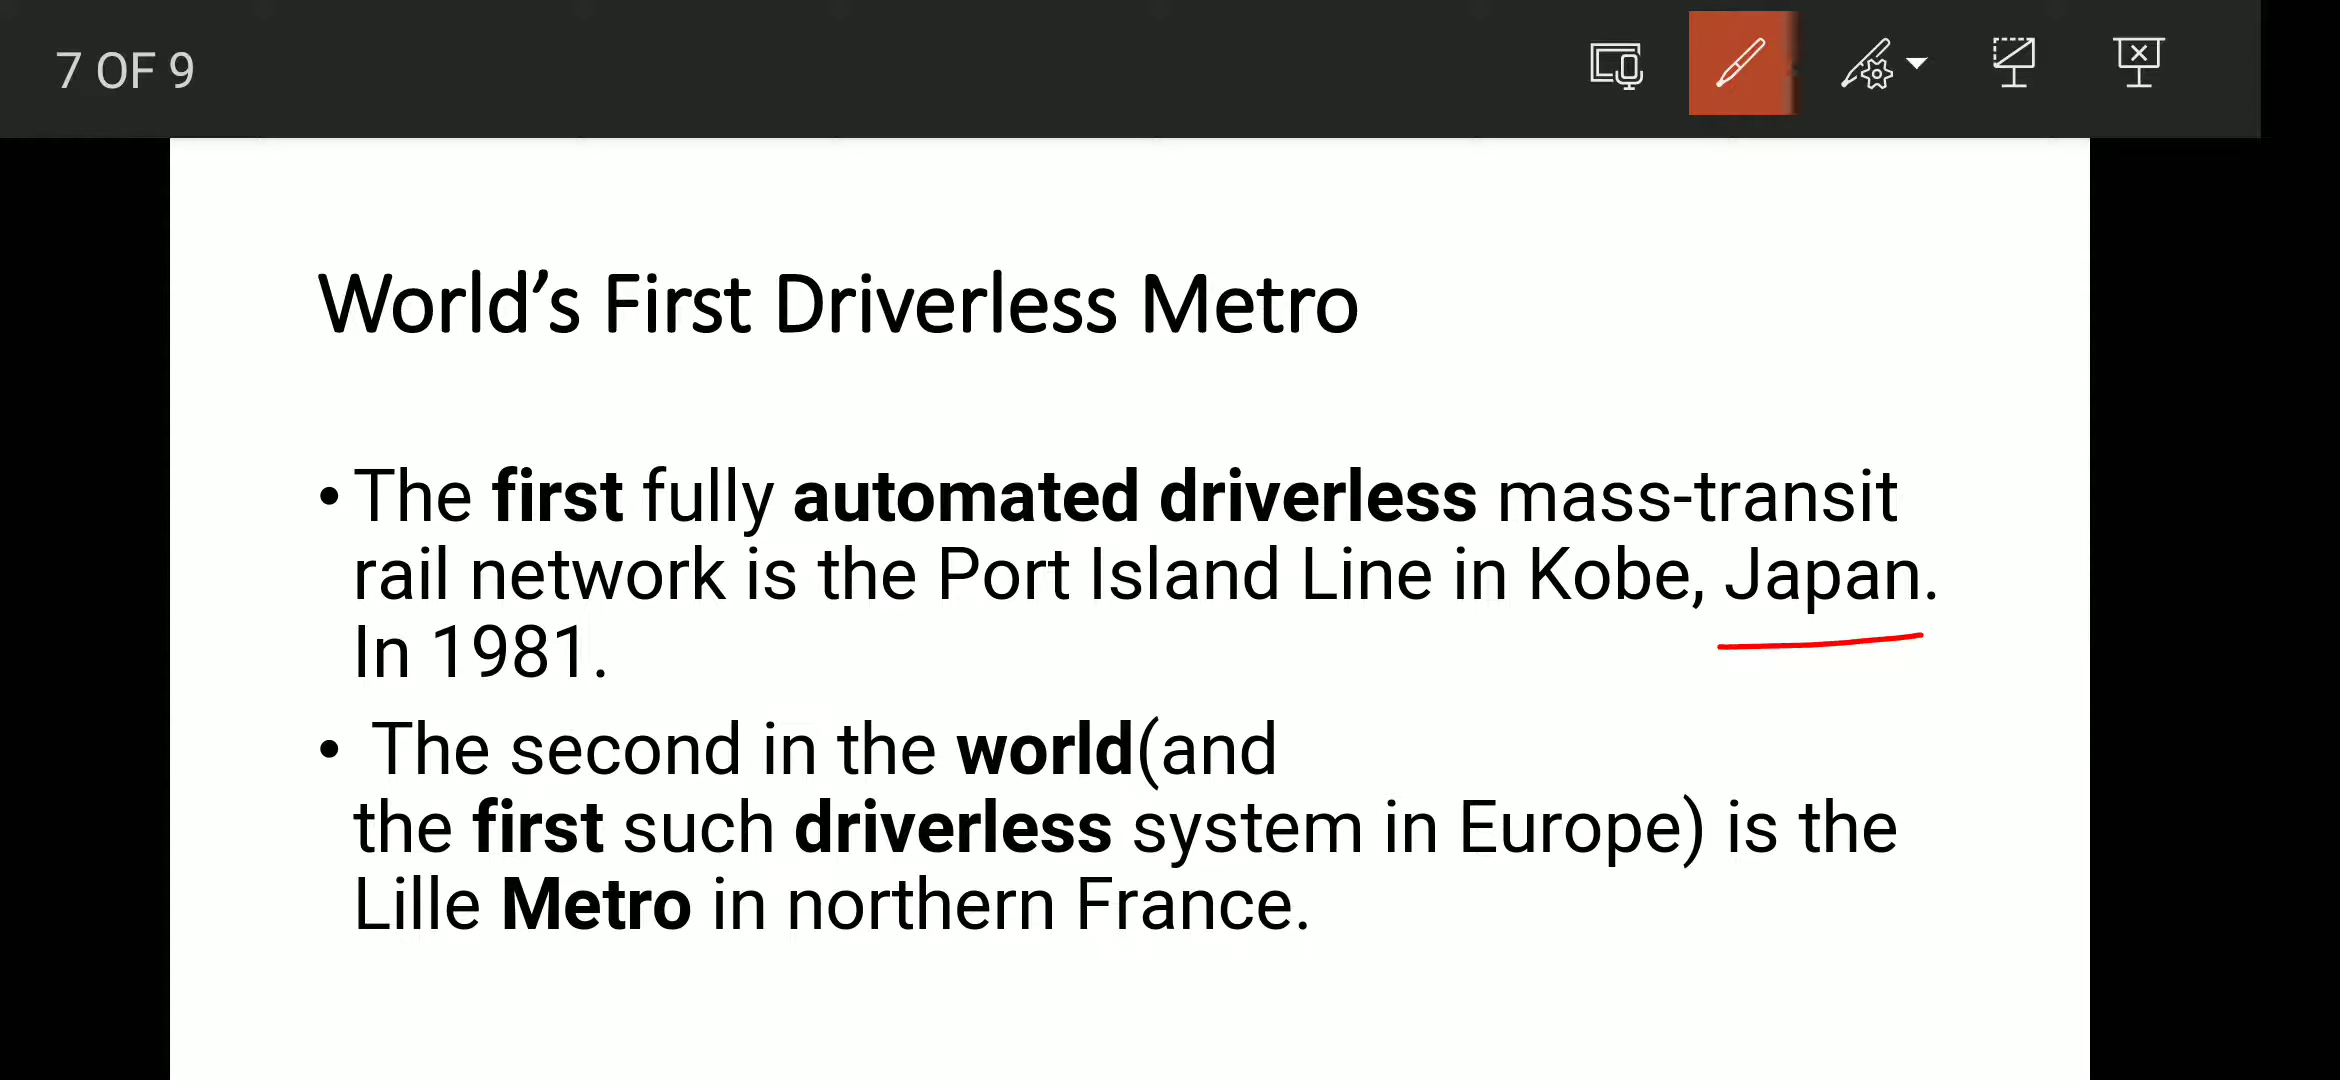 7 OF 9
World’s First Driverless Metro
• The first fully automated driverless mass-transit
rail network is the Port Island Line in Kobe, Japan.
In 1981.
• The second in the world(and
the first such driverless system in Europe) is the
Lille Metro in northern France.